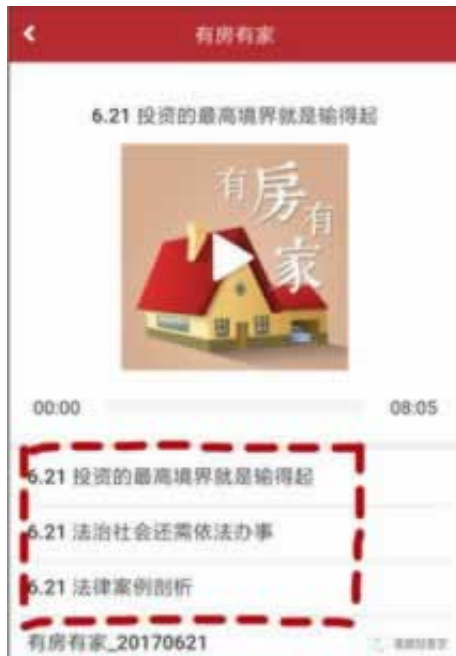 有房有家
6.21 投资的最高境界就是输得起
有房有家
00:00
08:05
6.21 投资的最高境界就是输得起
6.21 法治社会还需依法办事
6.21 法律案例剖析
有房有家_20170621